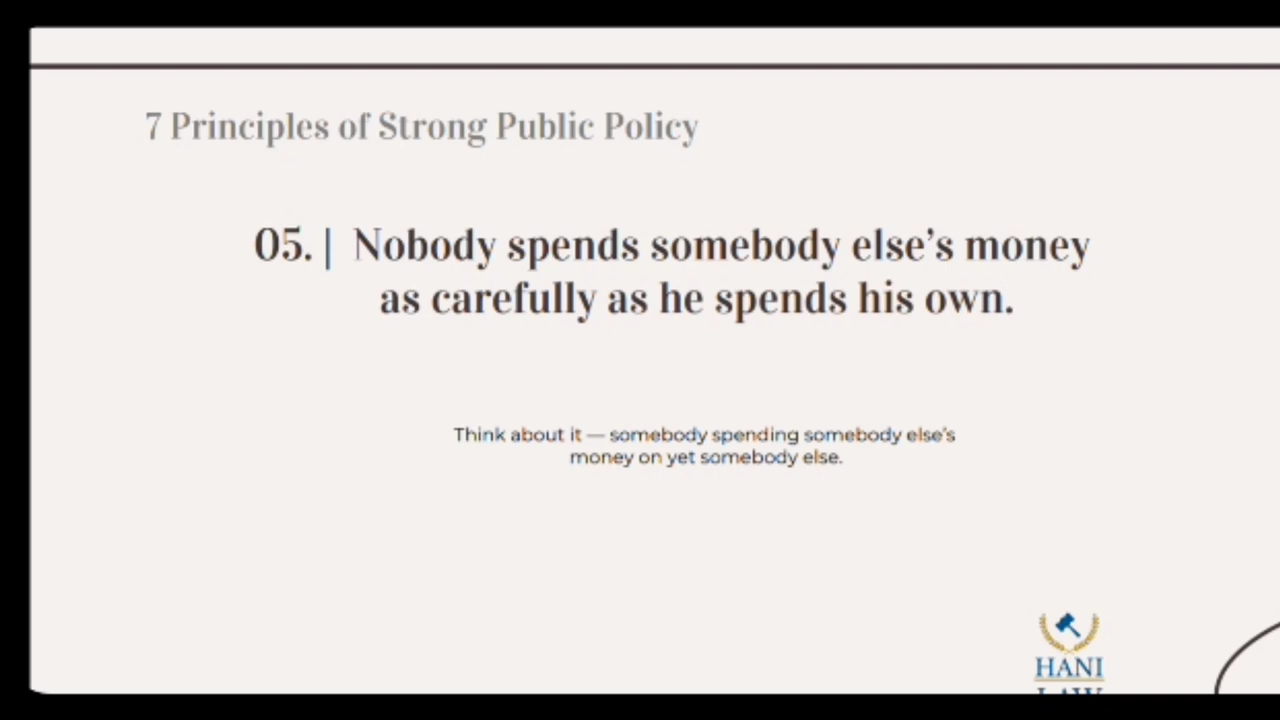 7 Principles of Strong Public Policy
05. | Nobody spends somebody else's money
as carefully as he spends his own.
Think about it — somebody spending somebody else's
money on yet somebody else.
HANI
LAW